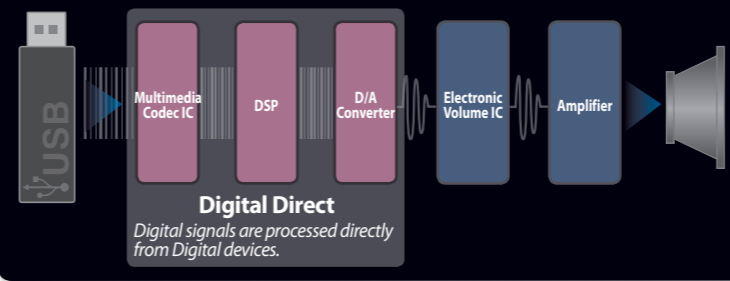 USB
Multimedia
Codec IC
DSP
D/A
Converter
Electronic
Volume IC
Amplifier
Digital Direct
Digital signals are processed directly
from Digital devices.